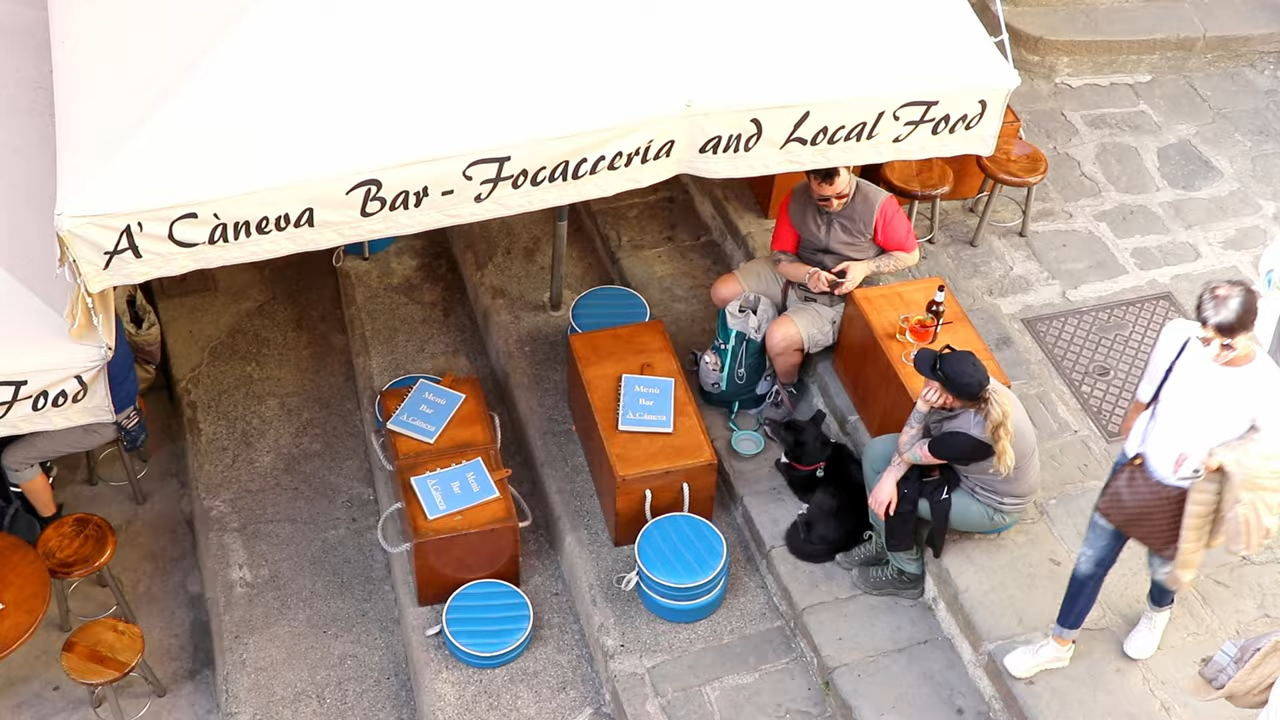 A' Càneva Bar - Focacceria and Local Food
Food
Menù
Bar
A Càneva
Menù
Bar
A Càneva
Menù
Bar
A Càneva